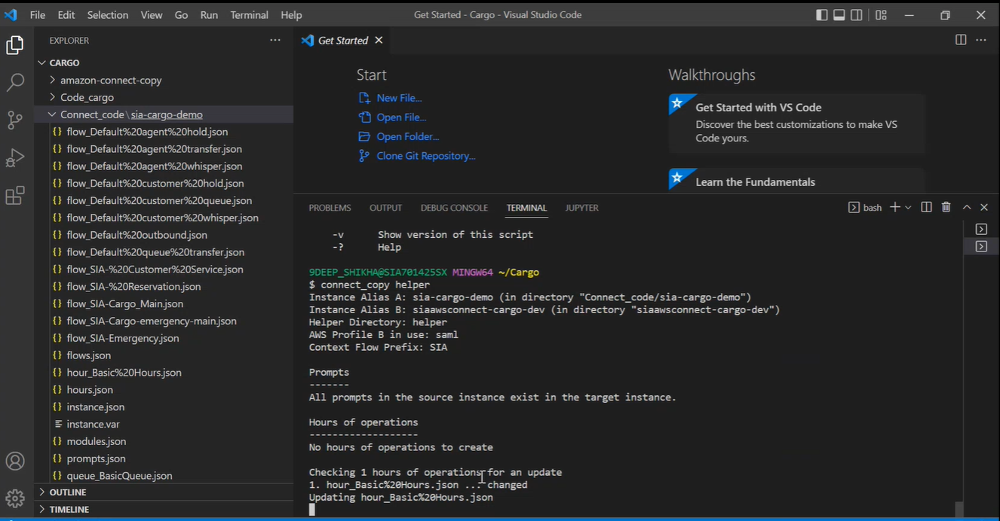 File Edit Selection View Go Run Terminal Help
Get Started - Cargo - Visual Studio Code
EXPLORER
CARGO
amazon-connect-copy
Code_cargo
Connect_code\sia-cargo-demo
{} flow_Default%20agent%20hold.json
{} flow_Default%20agent%20transfer.json
{} flow_Default%20agent%20whisper.json
{} flow_Default%20customer%20hold.json
{} flow_Default%20customer%20queue.json
{} flow_Default%20customer%20whisper.json
{} flow_Default%20outbound.json
{} flow_Default%20queue%20transfer.json
{} flow_SIA-%20Customer%20Service.json
{} flow_SIA-%20Reservation.json
{} flow_SIA-Cargo_Main.json
{} flow_SIA-Cargo-emergency-main.json
{} flow_SIA-Emergency.json
{} flows.json
{} hour_Basic%20Hours.json
{} hours.json
{} instance.json
instance.var
{} modules.json
{} prompts.json
{} queue_BasicQueue.json
OUTLINE
TIMELINE
Get Started
Start
New File...
Open File...
Open Folder...
Clone Git Repository...
Walkthroughs
Get Started with VS Code
Discover the best customizations to make VS
Code yours.
Learn the Fundamentals
PROBLEMS OUTPUT DEBUG CONSOLE TERMINAL JUPYTER
bash
-v Show version of this script
-? Help
9DEEP_SHIKHA@SIA701425SX MINGW64 ~/Cargo
$ connect_copy helper
Instance Alias A: sia-cargo-demo (in directory "Connect_code/sia-cargo-demo")
Instance Alias B: siaawsconnect-cargo-dev (in directory "siaawsconnect-cargo-dev")
Helper Directory: helper
AWS Profile B in use: saml
Context Flow Prefix: SIA
Prompts
-------
All prompts in the source instance exist in the target instance.
Hours of operations
-------------------
No hours of operations to create
Checking 1 hours of operations for an update
1. hour_Basic%20Hours.json ... changed
Updating hour_Basic%20Hours.json